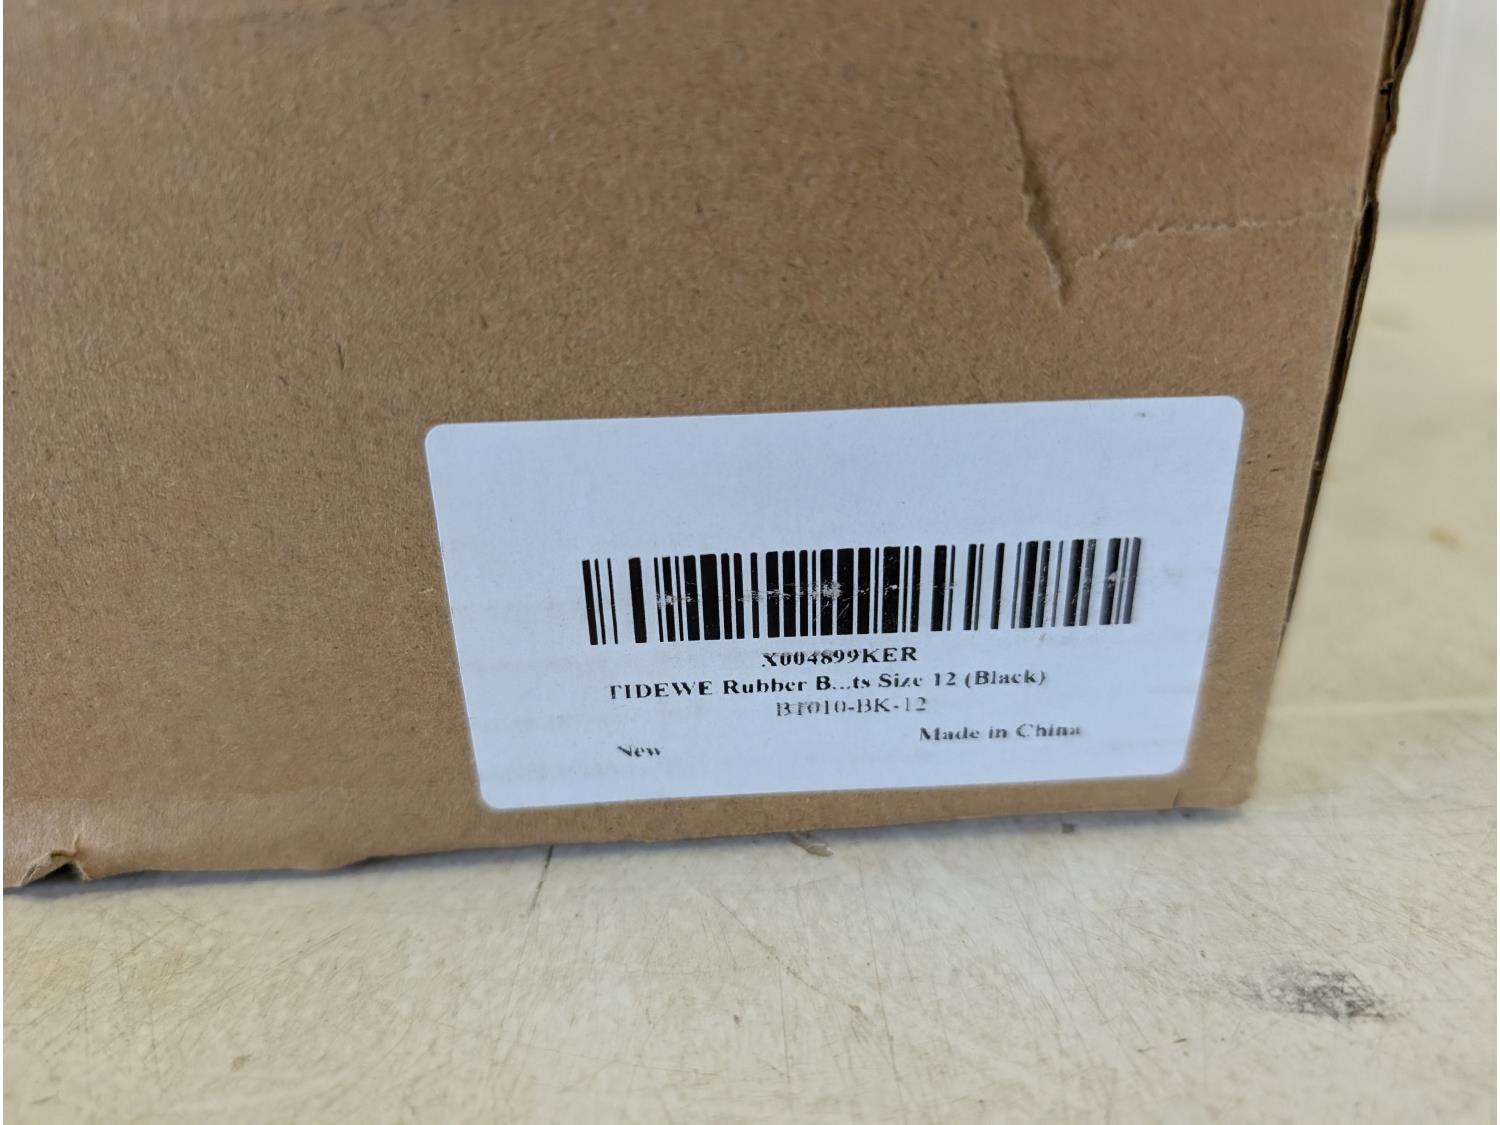 X004899KER
TIDEWE Rubber B...ts Size 12 (Black)
BT010-BK-12
New
Made in China